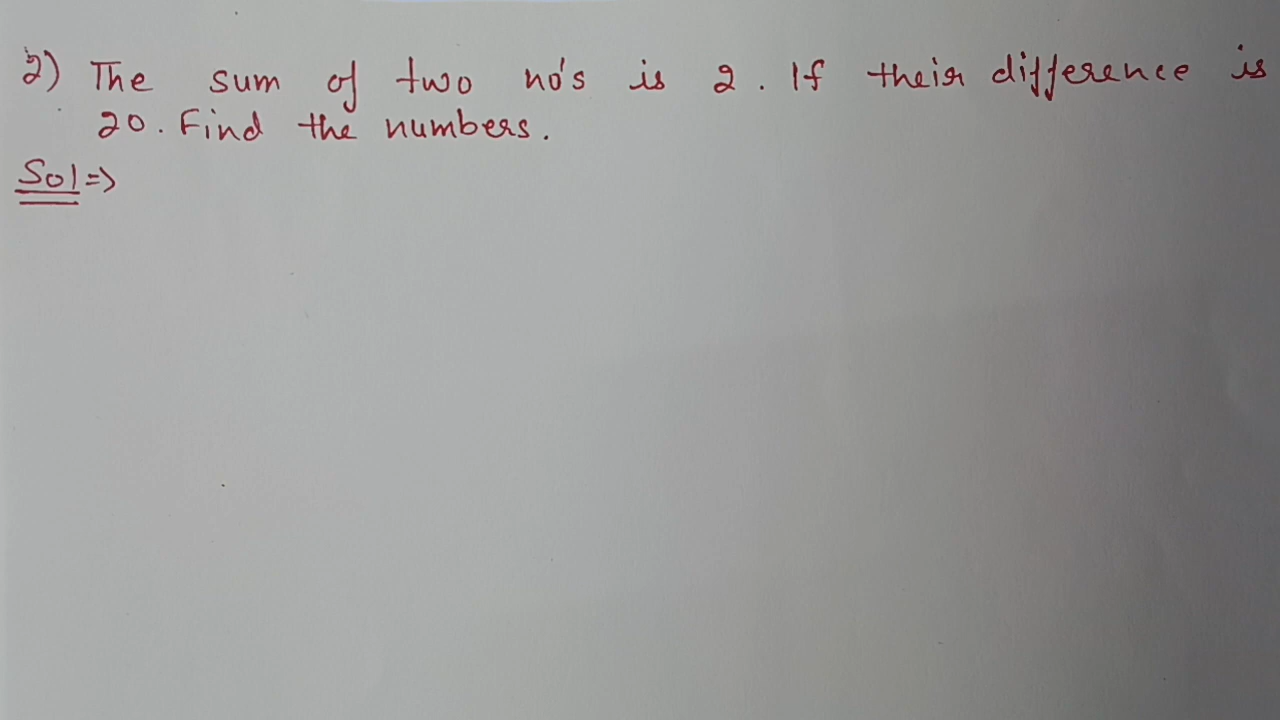 2) The sum of two no's is 2. If their difference is
20. Find the numbers.
Sol=>